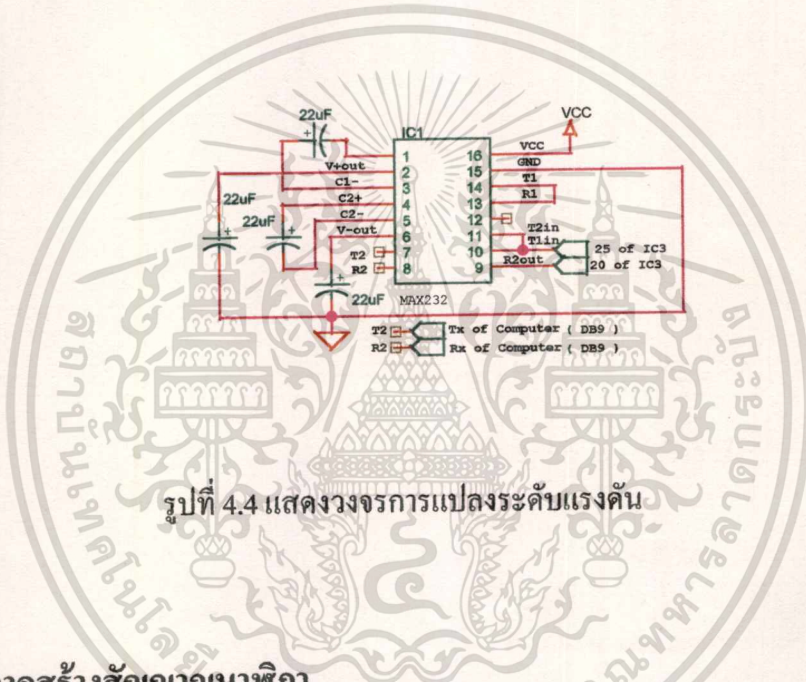 22uF
VCC
IC1
1
16
VCC
V+out
2
15
GND
C1-
3
14
T1
22uF
C2+
4
13
R1
22uF
C2-
5
12
V-out
6
11
T2in
T1in
T2
7
10
25 of IC3
R2
8
9
R2out
20 of IC3
22uF
MAX232
T2
Tx of Computer ( DB9 )
R2
Rx of Computer ( DB9 )
รูปที่ 4.4 แสดงวงจรการแปลงระดับแรงดัน